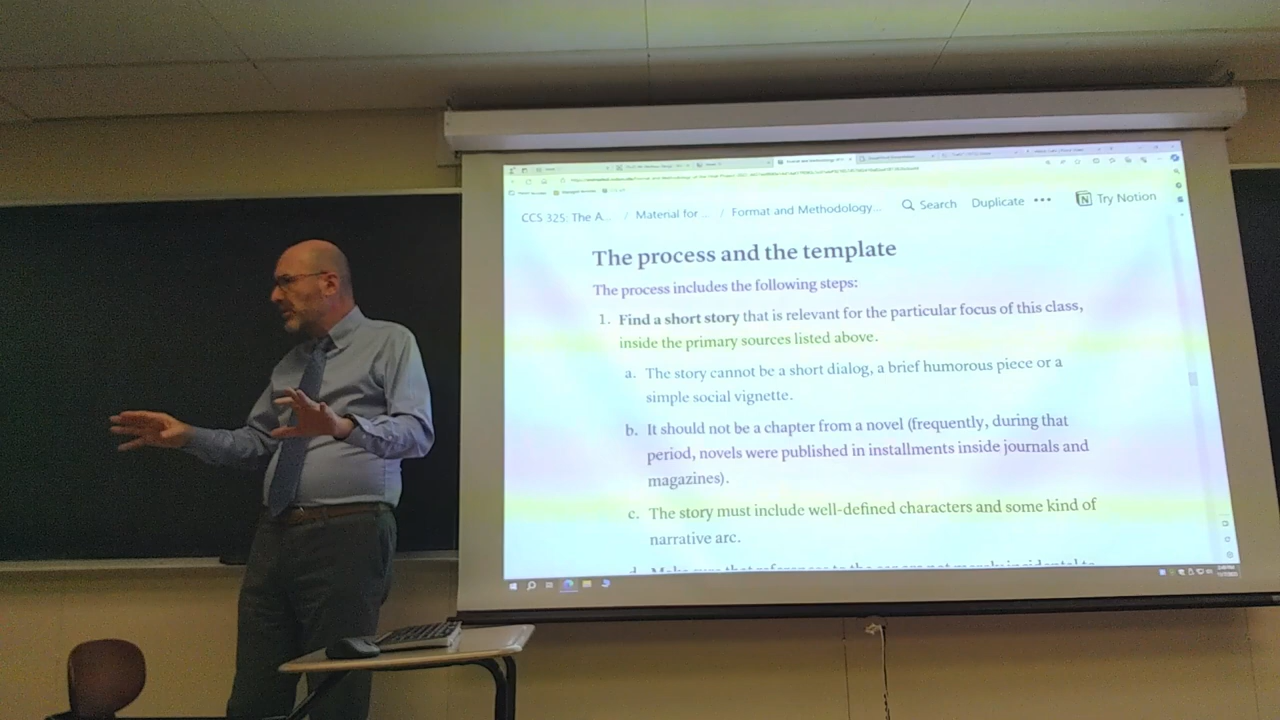 CCS 325: The A... / Material for ... / Format and Methodology... Search Duplicate ••• Try Notion
The process and the template
The process includes the following steps:
1. Find a short story that is relevant for the particular focus of this class,
inside the primary sources listed above.
a. The story cannot be a short dialog, a brief humorous piece or a
simple social vignette.
b. It should not be a chapter from a novel (frequently, during that
period, novels were published in installments inside journals and
magazines).
c. The story must include well-defined characters and some kind of
narrative arc.